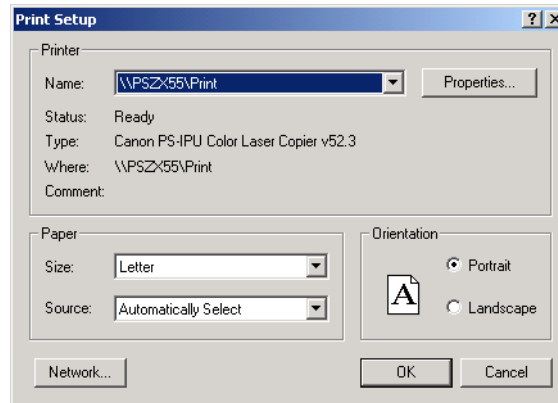 Print Setup
Printer
Name: \\PSZX55\Print Properties...
Status: Ready
Type: Canon PS-IPU Color Laser Copier v52.3
Where: \\PSZX55\Print
Comment:
Paper
Size: Letter
Source: Automatically Select
Orientation
A
Portrait
Landscape
Network... OK Cancel